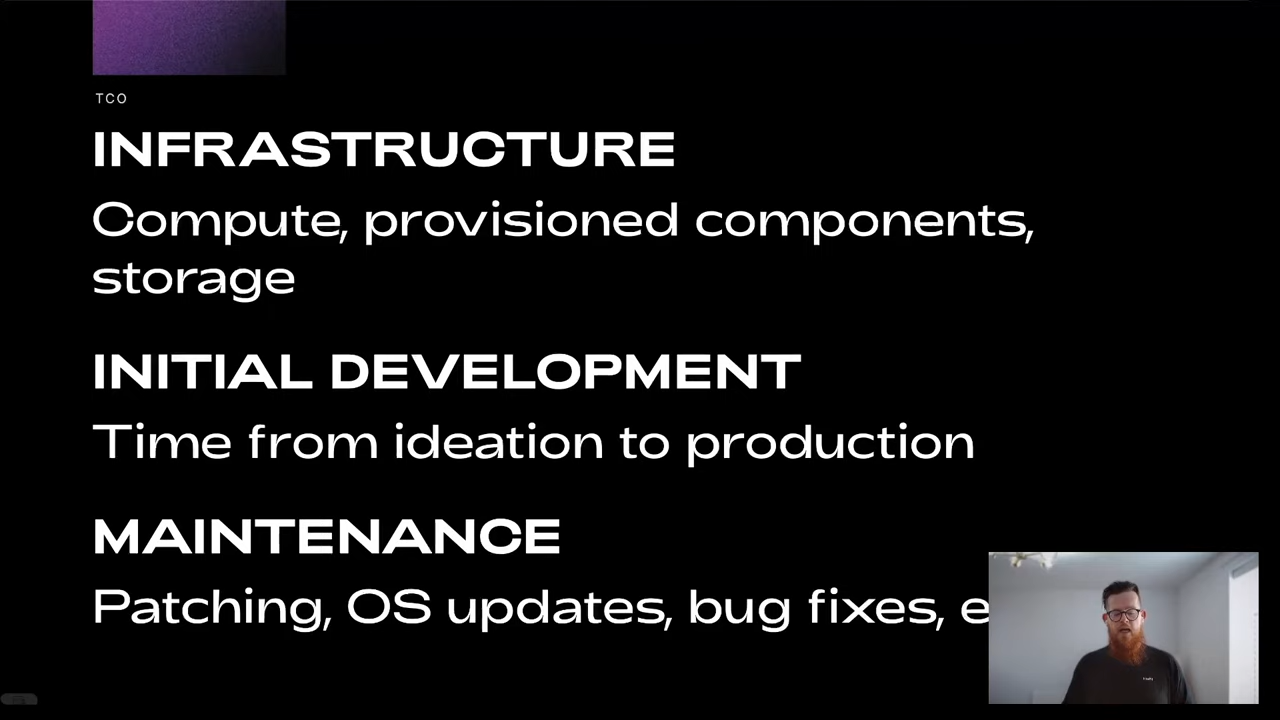 TCO
INFRASTRUCTURE
Compute, provisioned components,
storage
INITIAL DEVELOPMENT
Time from ideation to production
MAINTENANCE
Patching, OS updates, bug fixes,